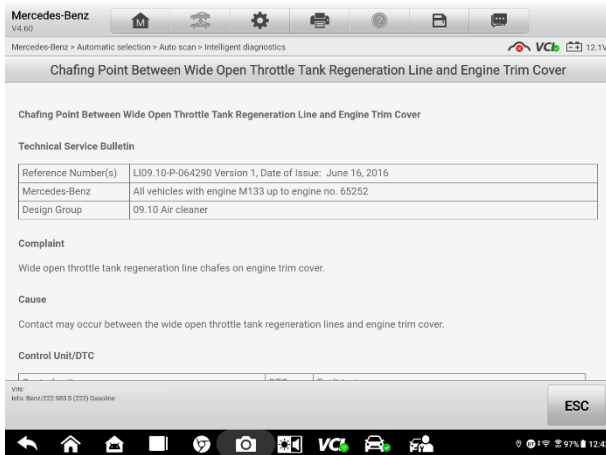 Mercedes-Benz
V4.60
M
VCI 12.1V
Mercedes-Benz > Automatic selection > Auto scan > Intelligent diagnostics
Chafing Point Between Wide Open Throttle Tank Regeneration Line and Engine Trim Cover
Chafing Point Between Wide Open Throttle Tank Regeneration Line and Engine Trim Cover
Technical Service Bulletin
Reference Number(s) LI09.10-P-064290 Version 1, Date of Issue: June 16, 2016
Mercedes-Benz All vehicles with engine M133 up to engine no. 65252
Design Group 09.10 Air cleaner
Complaint
Wide open throttle tank regeneration line chafes on engine trim cover.
Cause
Contact may occur between the wide open throttle tank regeneration lines and engine trim cover.
Control Unit/DTC
VIN:
Info: Benz/222.985 S (222) Gasoline
ESC
VCI
97% 12:4